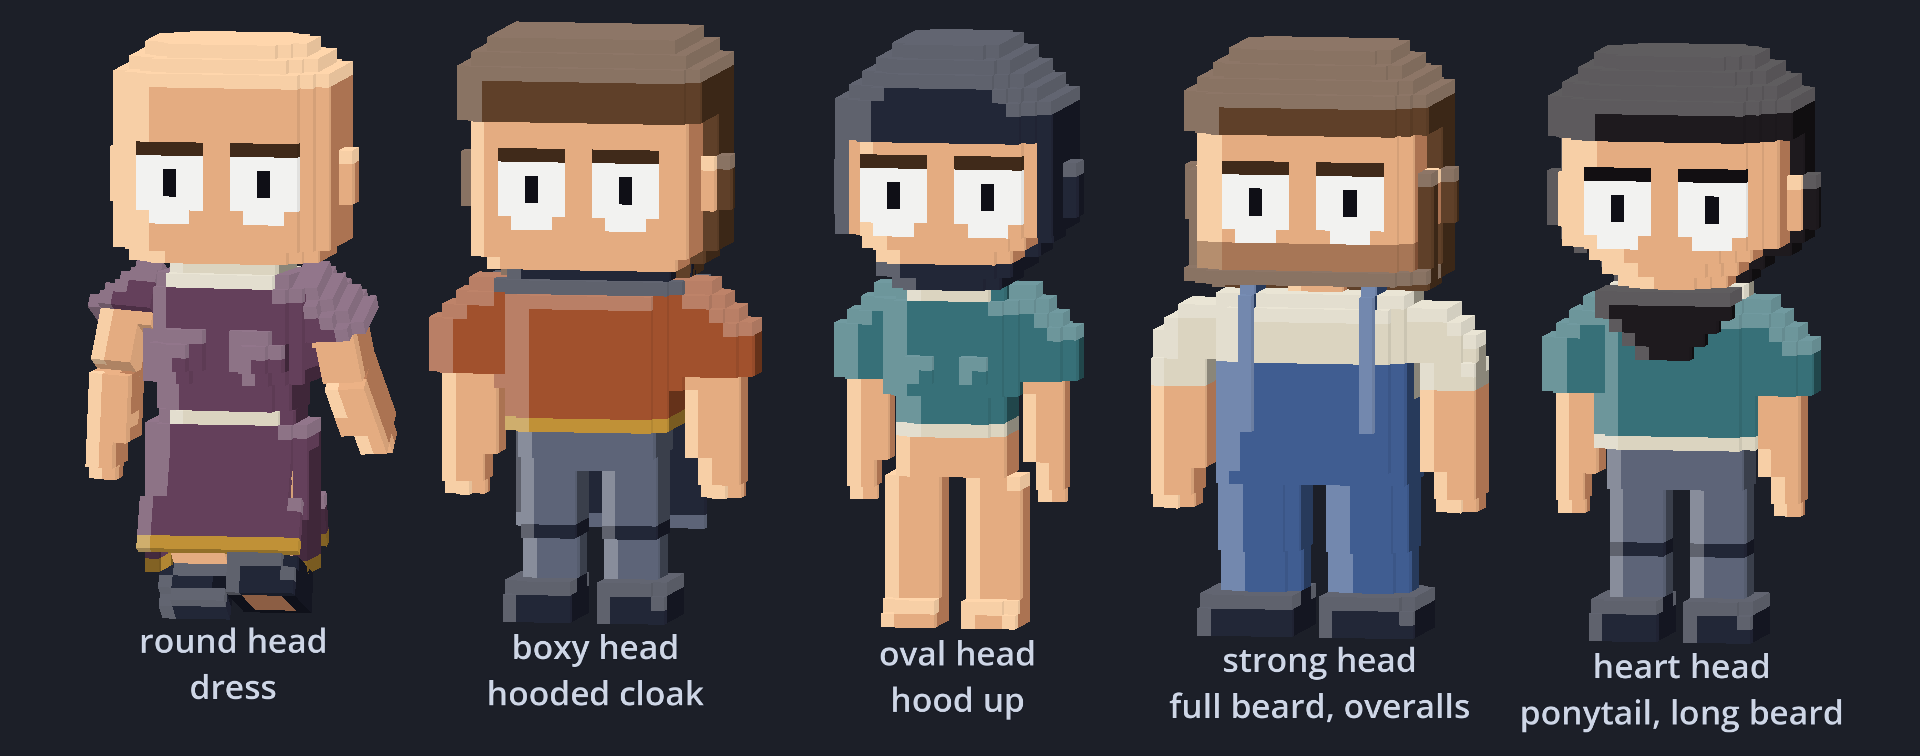 round head
dress
boxy head
hooded cloak
oval head
hood up
strong head
full beard, overalls
heart head
ponytail, long beard